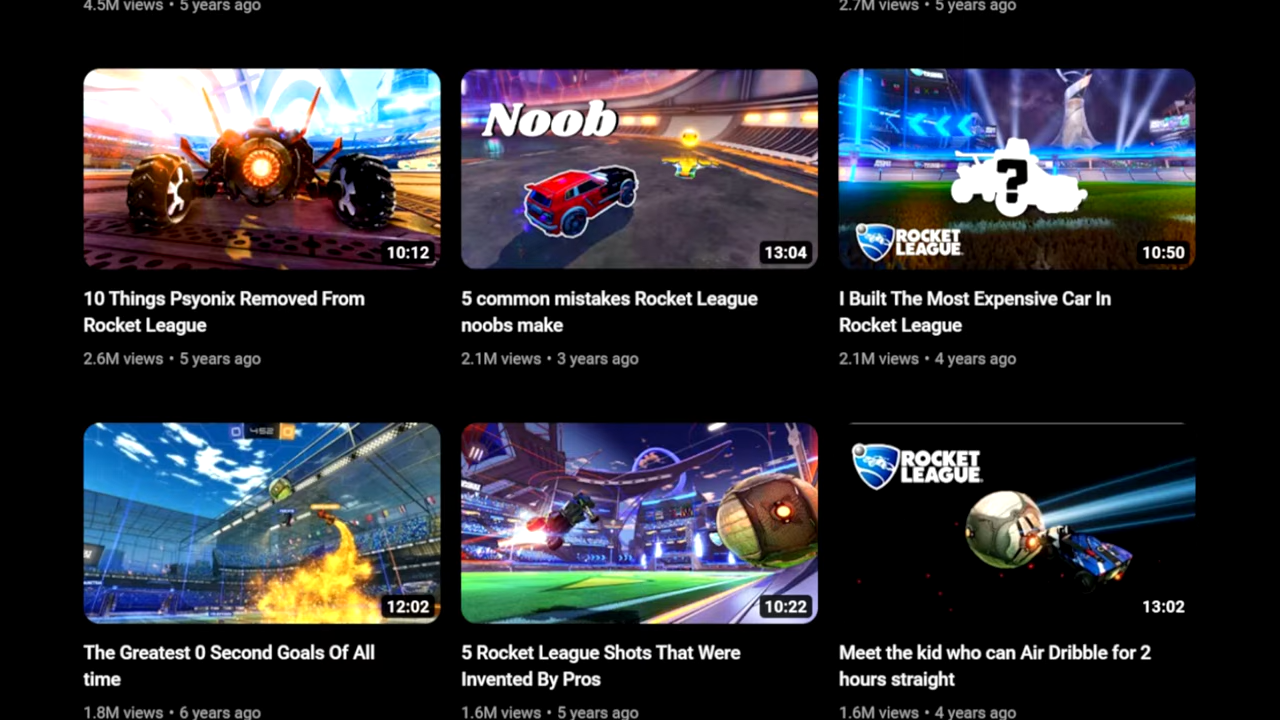 4.5M views • 5 years ago
2.7M views • 5 years ago
10:12
Noob
13:04
?
ROCKET
LEAGUE
10:50
10 Things Psyonix Removed From
Rocket League
2.6M views • 5 years ago
5 common mistakes Rocket League
noobs make
2.1M views • 3 years ago
I Built The Most Expensive Car In
Rocket League
2.1M views • 4 years ago
0 4:52 0
12:02
10:22
ROCKET
LEAGUE
13:02
The Greatest 0 Second Goals Of All
time
1.8M views • 6 years ago
5 Rocket League Shots That Were
Invented By Pros
1.6M views • 5 years ago
Meet the kid who can Air Dribble for 2
hours straight
1.6M views • 4 years ago